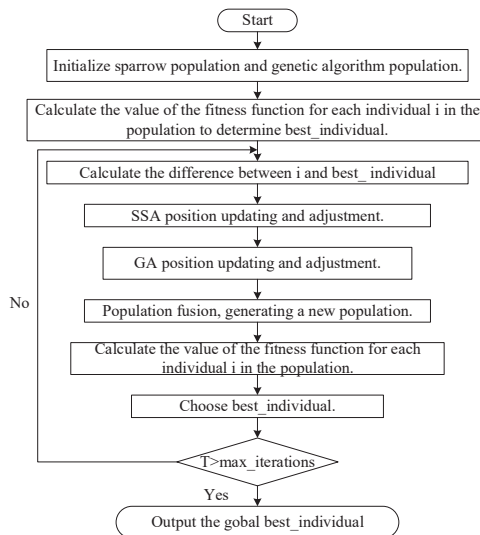 Start
Initialize sparrow population and genetic algorithm population.
Calculate the value of the fitness function for each individual i in the
population to determine best_individual.
Calculate the difference between i and best_ individual
SSA position updating and adjustment.
GA position updating and adjustment.
No
Population fusion, generating a new population.
Calculate the value of the fitness function for each
individual i in the population.
Choose best_individual.
T>max_iterations
Yes
Output the gobal best_individual